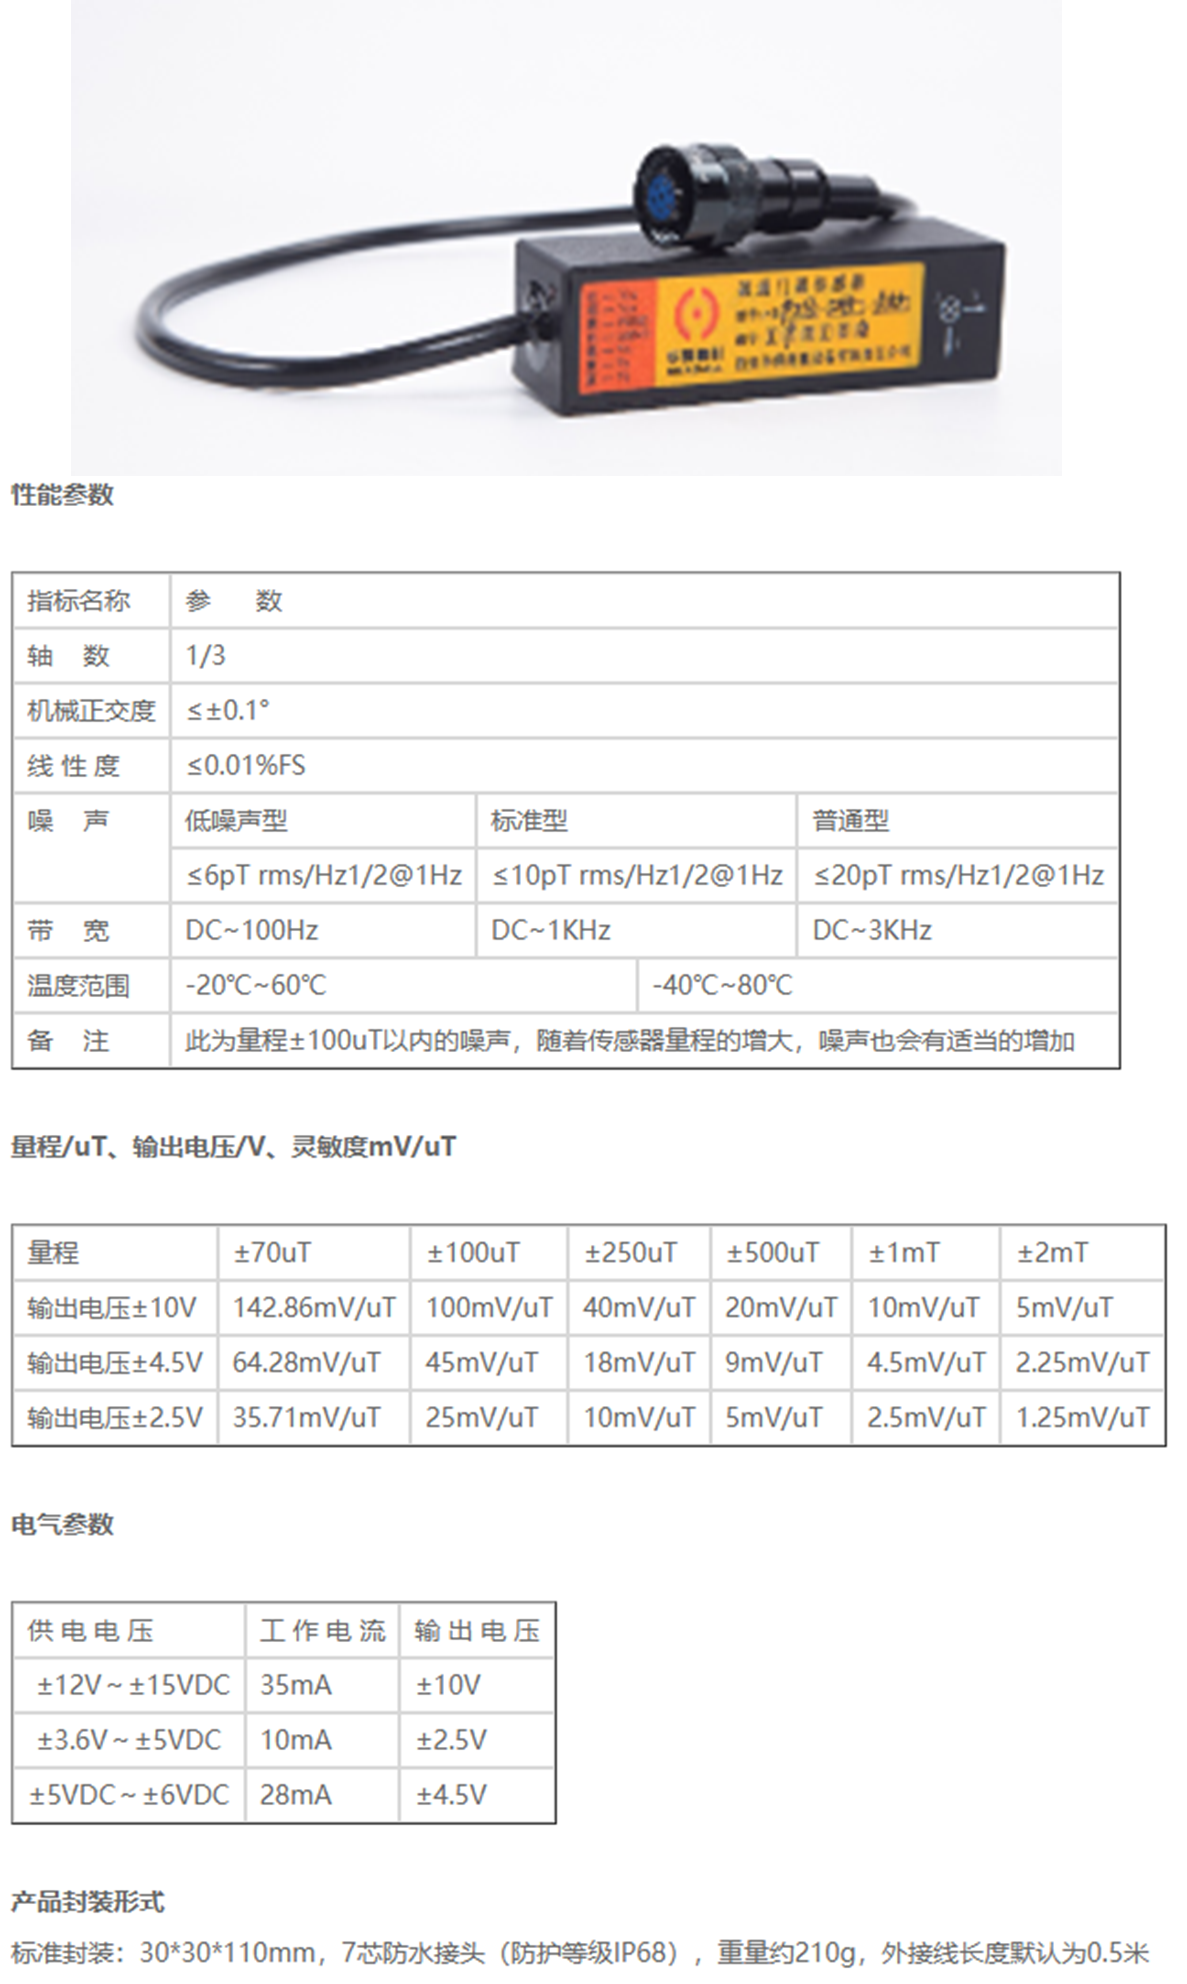 性能参数
指标名称 参 数
轴 数 1/3
机械正交度 ≤±0.1°
线 性 度 ≤0.01%FS
噪 声 低噪声型 标准型 普通型
≤6pT rms/Hz1/2@1Hz ≤10pT rms/Hz1/2@1Hz ≤20pT rms/Hz1/2@1Hz
带 宽 DC~100Hz DC~1KHz DC~3KHz
温度范围 -20℃~60℃ -40℃~80℃
备 注 此为量程±100uT以内的噪声，随着传感器量程的增大，噪声也会有适当的增加
量程/uT、输出电压/V、灵敏度mV/uT
量程 ±70uT ±100uT ±250uT ±500uT ±1mT ±2mT
输出电压±10V 142.86mV/uT 100mV/uT 40mV/uT 20mV/uT 10mV/uT 5mV/uT
输出电压±4.5V 64.28mV/uT 45mV/uT 18mV/uT 9mV/uT 4.5mV/uT 2.25mV/uT
输出电压±2.5V 35.71mV/uT 25mV/uT 10mV/uT 5mV/uT 2.5mV/uT 1.25mV/uT
电气参数
供 电 电 压 工 作 电 流 输 出 电 压
±12V～±15VDC 35mA ±10V
±3.6V～±5VDC 10mA ±2.5V
±5VDC～±6VDC 28mA ±4.5V
产品封装形式
标准封装：30*30*110mm，7芯防水接头（防护等级IP68）,重量约210g，外接线长度默认为0.5米